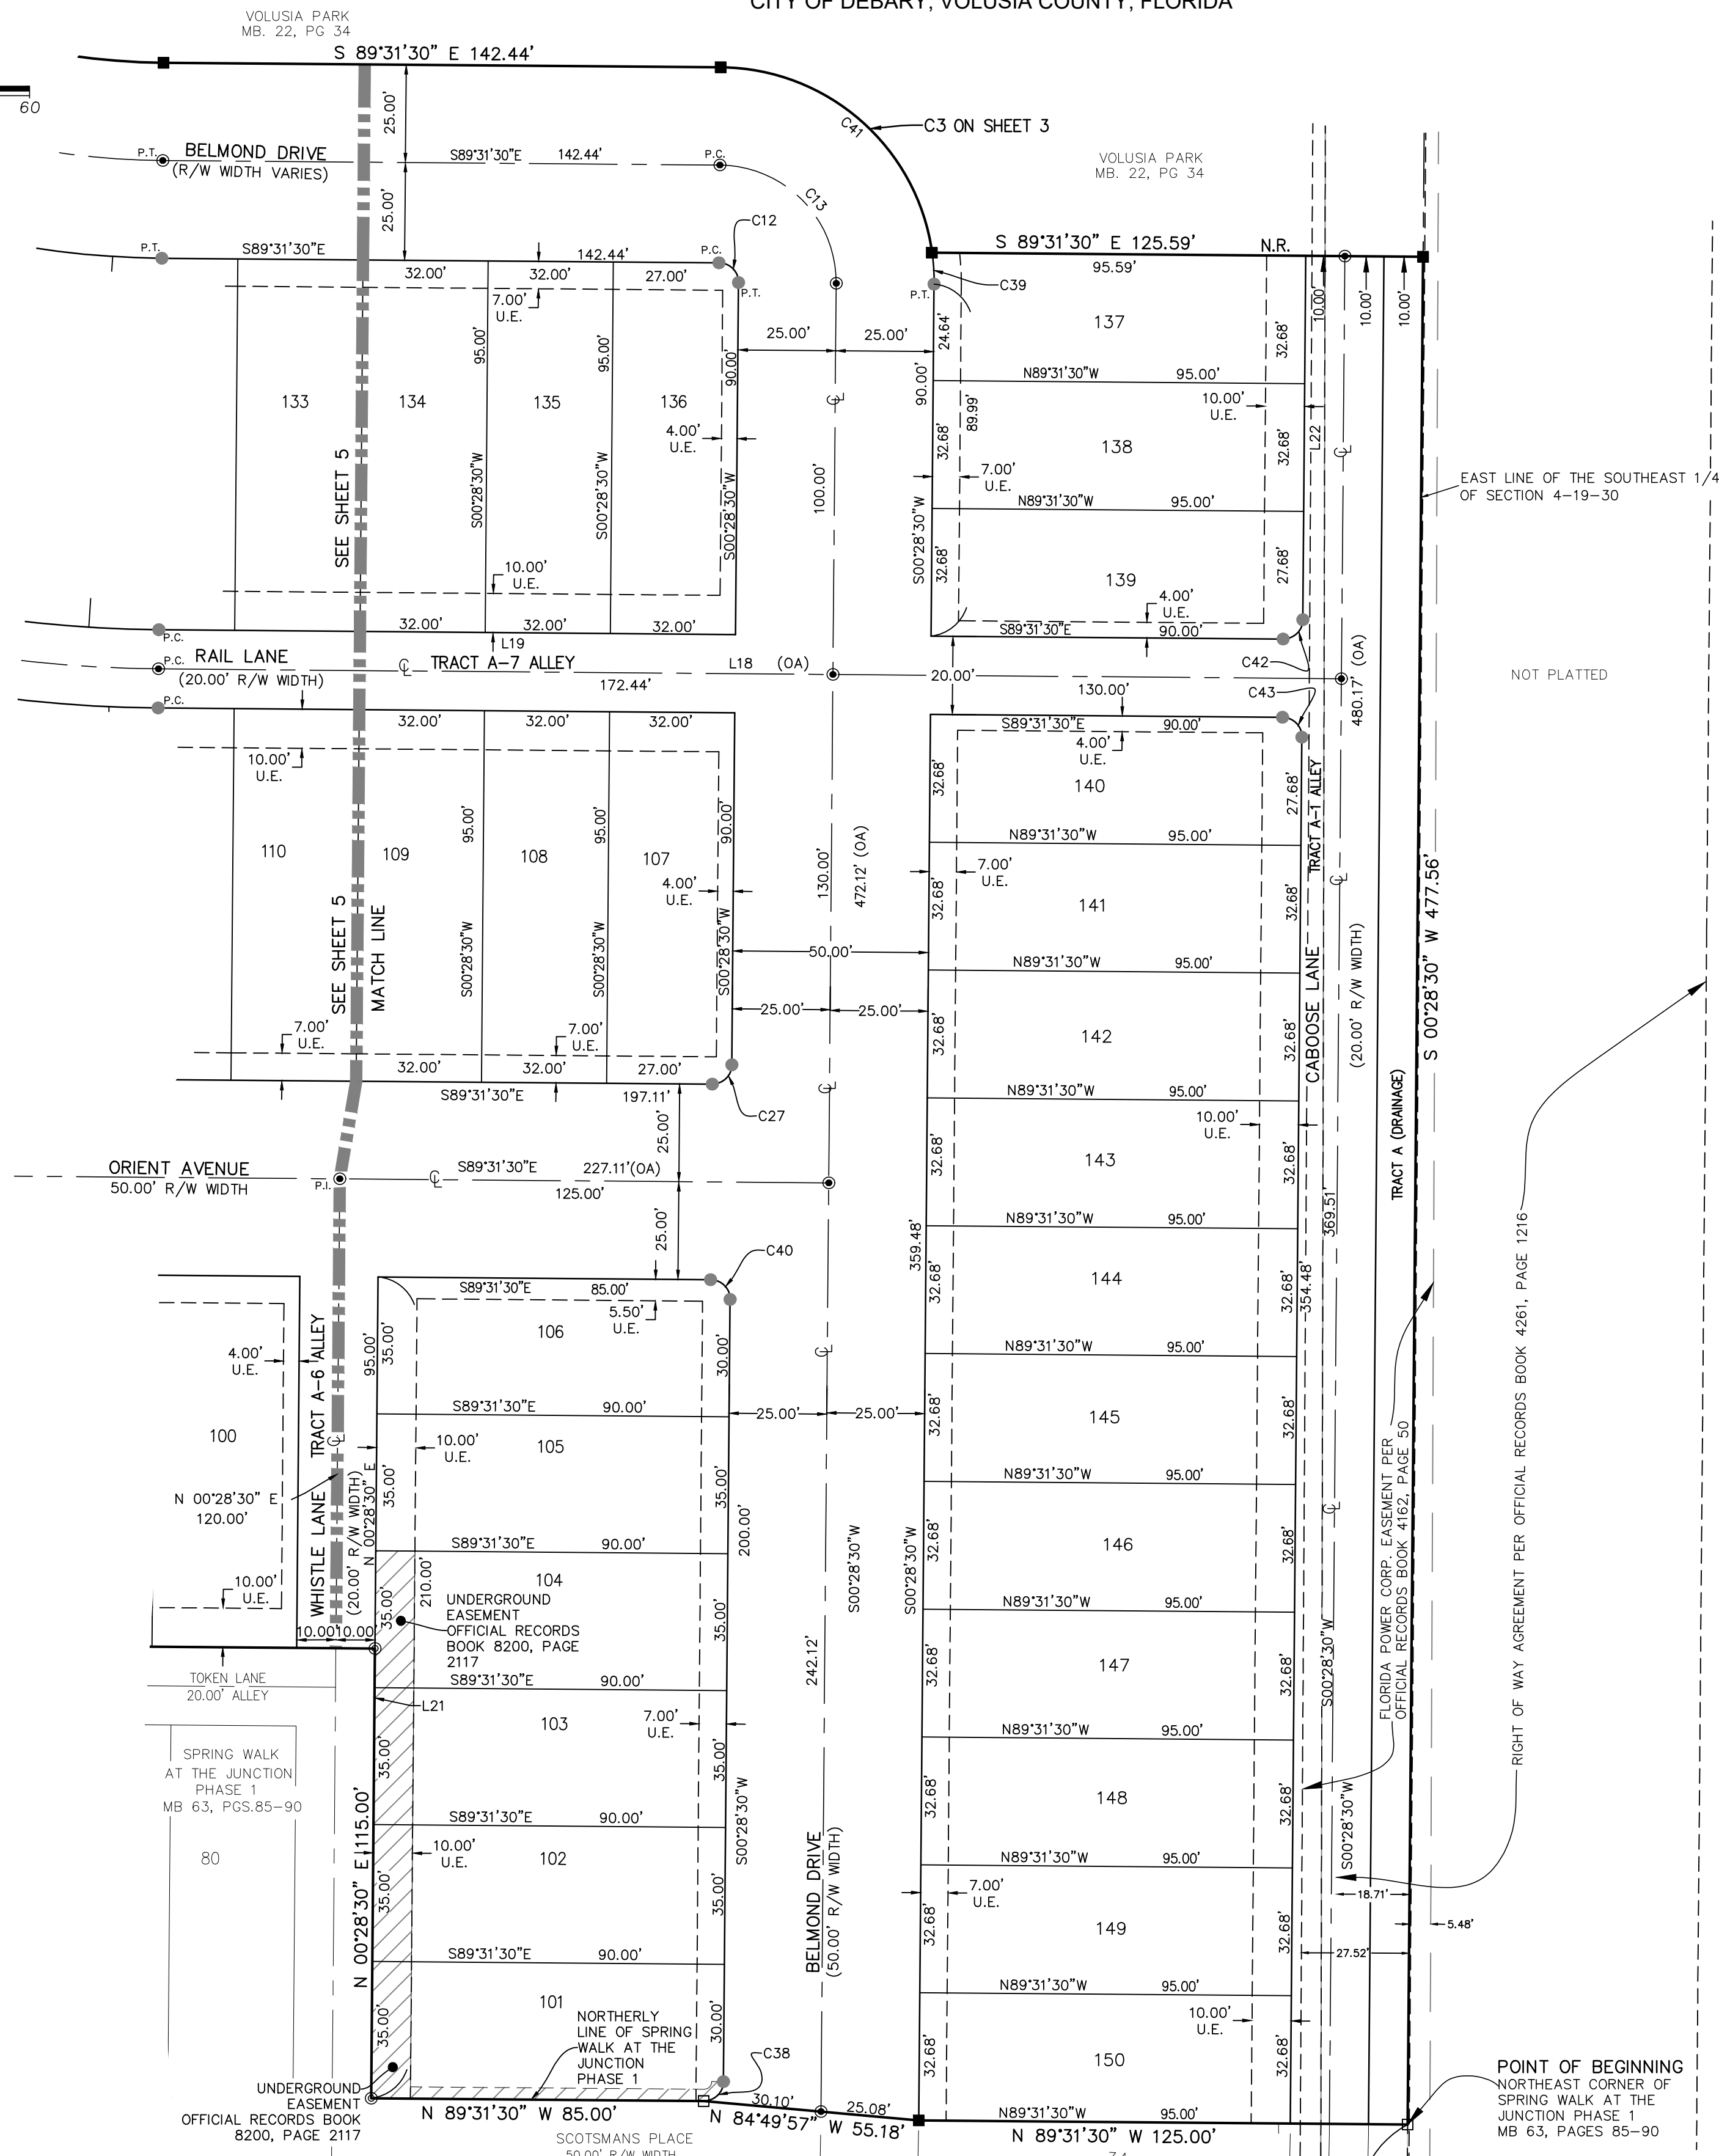 CITY OF DEBARY, VOLUSIA COUNTY, FLORIDA
VOLUSIA PARK
MB. 22, PG 34
S 89°31'30" E 142.44'
60
25.00'
C41
C3 ON SHEET 3
P.T.
BELMOND DRIVE
(R/W WIDTH VARIES)
S89°31'30"E 142.44'
P.C.
VOLUSIA PARK
MB. 22, PG 34
25.00'
C13
C12
P.T.
S89°31'30"E
142.44'
P.C.
S 89°31'30" E 125.59'
N.R.
32.00'
32.00'
27.00'
P.T.
95.59'
C39
P.T.
7.00'
U.E.
10.00'
10.00'
10.00'
25.00'
25.00'
24.64'
137
32.68'
95.00'
95.00'
90.00'
90.00'
N89°31'30"W 95.00'
133
134
135
136
89.99'
10.00'
U.E.
4.00'
U.E.
32.68'
138
32.68'
L22
SEE SHEET 5
S00°28'30"W
S00°28'30"W
S00°28'30"W
100.00'
7.00'
U.E.
EAST LINE OF THE SOUTHEAST 1/4
OF SECTION 4-19-30
N89°31'30"W 95.00'
S00°28'30"W
10.00'
U.E.
32.68'
139
27.68'
4.00'
U.E.
32.00'
32.00'
32.00'
P.C.
S89°31'30"E 90.00'
L19
P.C.
RAIL LANE
(20.00' R/W WIDTH)
TRACT A-7 ALLEY
L18 (OA)
172.44'
20.00'
C42
130.00'
C43
480.17' (OA)
NOT PLATTED
P.C.
32.00'
32.00'
32.00'
S89°31'30"E 90.00'
10.00'
U.E.
4.00'
U.E.
32.68'
140
27.68'
TRACT A-1 ALLEY
95.00'
95.00'
90.00'
N89°31'30"W 95.00'
110
109
108
107
130.00'
472.12' (OA)
7.00'
U.E.
4.00'
U.E.
32.68'
141
32.68'
SEE SHEET 5
MATCH LINE
S00°28'30"W
S00°28'30"W
S00°28'30"W
50.00'
N89°31'30"W 95.00'
S 00°28'30" W 477.56'
25.00'
25.00'
32.68'
142
32.68'
CABOOSE LANE
(20.00' R/W WIDTH)
7.00'
U.E.
7.00'
U.E.
32.00'
32.00'
27.00'
S89°31'30"E
197.11'
C27
N89°31'30"W 95.00'
10.00'
U.E.
TRACT A (DRAINAGE)
25.00'
32.68'
143
32.68'
ORIENT AVENUE
50.00' R/W WIDTH
P.I.
S89°31'30"E 227.11'(OA)
125.00'
25.00'
N89°31'30"W 95.00'
359.48'
369.51'
C40
S89°31'30"E 85.00'
5.50'
U.E.
32.68'
144
32.68'
354.48'
106
4.00'
U.E.
95.00'
35.00'
30.00'
N89°31'30"W 95.00'
S89°31'30"E 90.00'
25.00'
25.00'
32.68'
145
32.68'
100
WHISTLE LANE TRACT A-6 ALLEY
(20.00' R/W WIDTH)
N 00°28'30" E
10.00'
U.E.
105
35.00'
35.00'
N 00°28'30" E
120.00'
N89°31'30"W 95.00'
200.00'
S89°31'30"E 90.00'
32.68'
146
32.68'
S00°28'30"W
S00°28'30"W
10.00'
U.E.
210.00'
104
35.00'
35.00'
UNDERGROUND
EASEMENT
OFFICIAL RECORDS
BOOK 8200, PAGE
2117
N89°31'30"W 95.00'
10.00'
10.00'
32.68'
147
32.68'
S00°28'30"W
FLORIDA POWER CORP. EASEMENT PER
OFFICIAL RECORDS BOOK 4162, PAGE 50
RIGHT OF WAY AGREEMENT PER OFFICIAL RECORDS BOOK 4261, PAGE 1216
TOKEN LANE
20.00' ALLEY
S89°31'30"E 90.00'
L21
242.12'
103
7.00'
U.E.
35.00'
35.00'
N89°31'30"W 95.00'
SPRING WALK
AT THE JUNCTION
PHASE 1
MB 63, PGS.85-90
32.68'
148
32.68'
S00°28'30"W
S00°28'30"W
S89°31'30"E 90.00'
80
N 00°28'30" E 115.00'
10.00'
U.E.
102
35.00'
35.00'
BELMOND DRIVE
(50.00' R/W WIDTH)
N89°31'30"W 95.00'
7.00'
U.E.
18.71'
5.48'
32.68'
149
32.68'
27.52'
S89°31'30"E 90.00'
N89°31'30"W 95.00'
101
35.00'
30.00'
NORTHERLY
LINE OF SPRING
WALK AT THE
JUNCTION
PHASE 1
10.00'
U.E.
C38
32.68'
150
32.68'
POINT OF BEGINNING
NORTHEAST CORNER OF
SPRING WALK AT THE
JUNCTION PHASE 1
MB 63, PAGES 85-90
UNDERGROUND
EASEMENT
OFFICIAL RECORDS BOOK
8200, PAGE 2117
30.10'
25.08'
N 89°31'30" W 85.00'
N 84°49'57" W 55.18'
N89°31'30"W 95.00'
N 89°31'30" W 125.00'
SCOTSMANS PLACE
50.00' R/W WIDTH